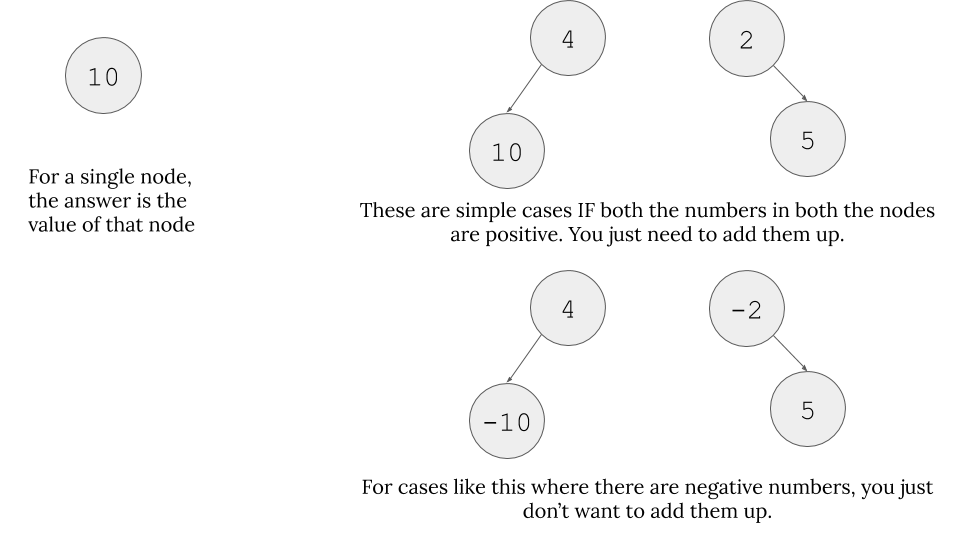 10
For a single node,
the answer is the
value of that node
4
2
10
5
These are simple cases IF both the numbers in both the nodes
are positive. You just need to add them up.
4
-2
-10
5
For cases like this where there are negative numbers, you just
don’t want to add them up.